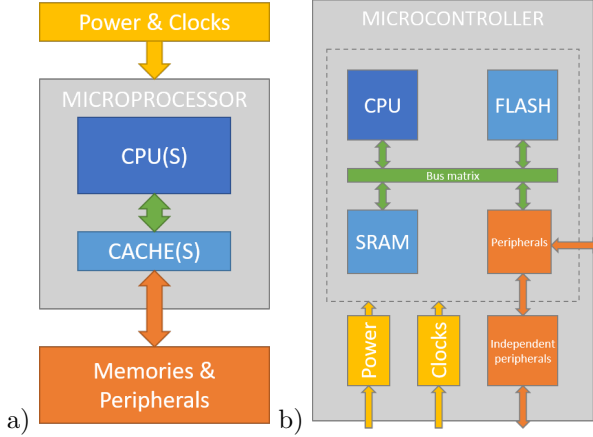 Power & Clocks
MICROPROCESSOR
CPU(S)
CACHE(S)
Memories &
Peripherals
a)
MICROCONTROLLER
CPU
FLASH
Bus matrix
SRAM
Peripherals
Power
Clocks
Independent
peripherals
b)